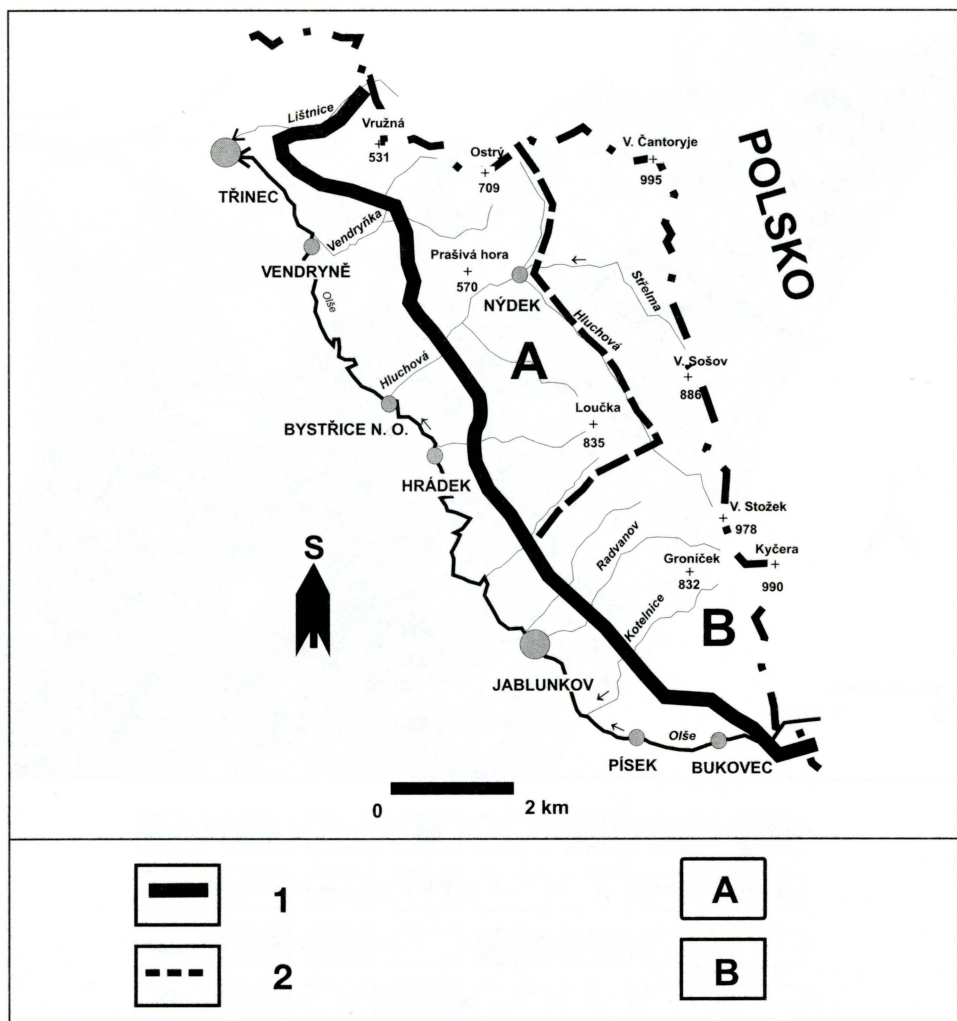 Lištnice
Vružná
531
V. Čantoryje
995
Ostrý
709
POLSKO
TŘINEC
Vendryňka
VENDRYNĚ
Prašivá hora
570
NÝDEK
Střelma
Olše
Hluchová
Hluchová
A
V. Sošov
886
BYSTŘICE N. O.
Loučka
835
HRÁDEK
V. Stožek
978
S
Radvanov
Groníček
832
Kyčera
990
Kotelnice
B
JABLUNKOV
Olše
PÍSEK
BUKOVEC
0
2 km
1
A
2
B